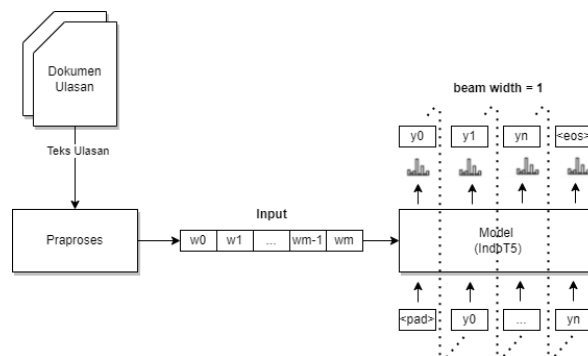 Dokumen
Ulasan
beam width = 1
y0 y1 yn <eos>
Teks Ulasan
Input
Praproses
w0 w1 ... wm-1 wm
Model
(IndoT5)
<pad> y0 ... yn